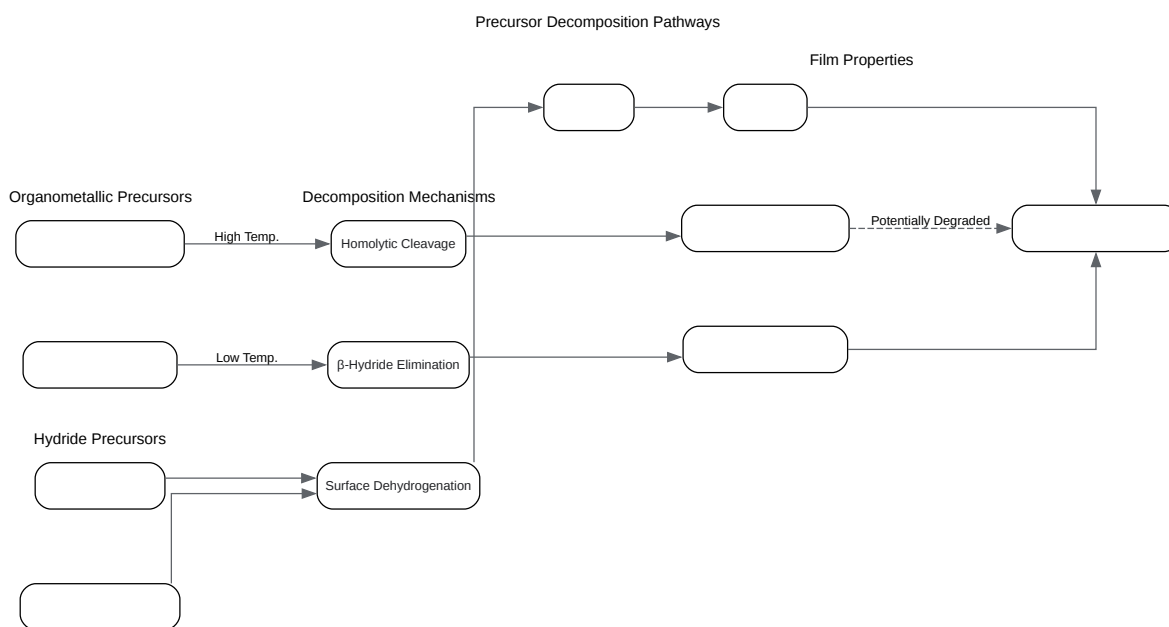 Precursor Decomposition Pathways
Film Properties
Organometallic Precursors
Decomposition Mechanisms
High Temp.
Homolytic Cleavage
Potentially Degraded
Low Temp.
β-Hydride Elimination
Hydride Precursors
Surface Dehydrogenation